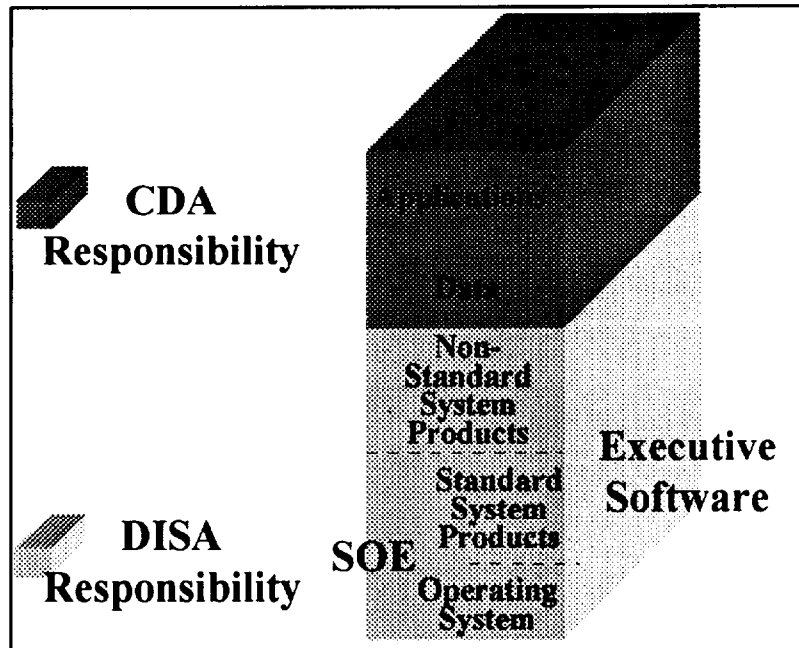 CDA
Responsibility
DISA
Responsibility
Applications
Data
Non-
Standard
System
Products
Standard
System
Products
SOE
Operating
System
Executive
Software